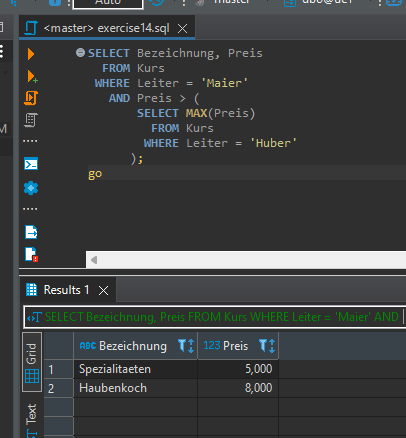 Auto
master
<master> exercise14.sql
SELECT Bezeichnung, Preis
FROM Kurs
WHERE Leiter = 'Maier'
AND Preis > (
SELECT MAX(Preis)
FROM Kurs
WHERE Leiter = 'Huber'
);
go
Results 1
SELECT Bezeichnung, Preis FROM Kurs WHERE Leiter = 'Maier' AND
Grid
ABC Bezeichnung 123 Preis
1 Spezialitaeten 5,000
2 Haubenkoch 8,000
Text